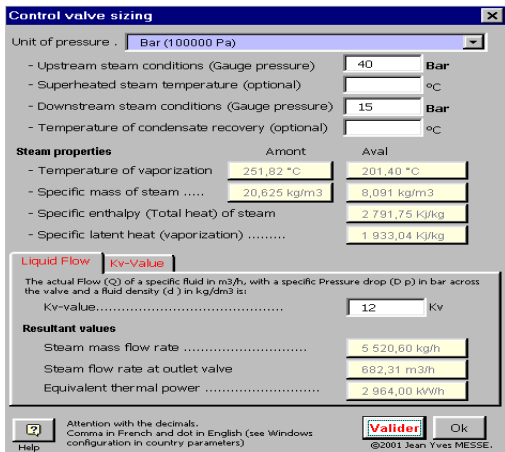 Control valve sizing
Unit of pressure . Bar (100000 Pa)
- Upstream steam conditions (Gauge pressure) 40 Bar
- Superheated steam temperature (optional) °C
- Downstream steam conditions (Gauge pressure) 15 Bar
- Temperature of condensate recovery (optional) °C
Steam properties Amont Aval
- Temperature of vaporization 251,82 °C 201,40 °C
- Specific mass of steam ..... 20,625 kg/m3 8,091 kg/m3
- Specific enthalpy (Total heat) of steam 2 791,75 Kj/kg
- Specific latent heat (vaporization) ......... 1 933,04 Kj/kg
Liquid Flow Kv-Value
The actual Flow (Q) of a specific fluid in m3/h, with a specific Pressure drop (D p) in bar across
the valve and a fluid density (d ) in kg/dm3 is:
Kv-value............................................ 12 Kv
Resultant values
Steam mass flow rate ............................. 5 520,60 kg/h
Steam flow rate at outlet valve 682,31 m3/h
Equivalent thermal power ........................... 2 964,00 kW/h
Help
Attention with the decimals.
Comma in French and dot in English (see Windows
configuration in country parameters)
Valider Ok
©2001 Jean Yves MESSE.